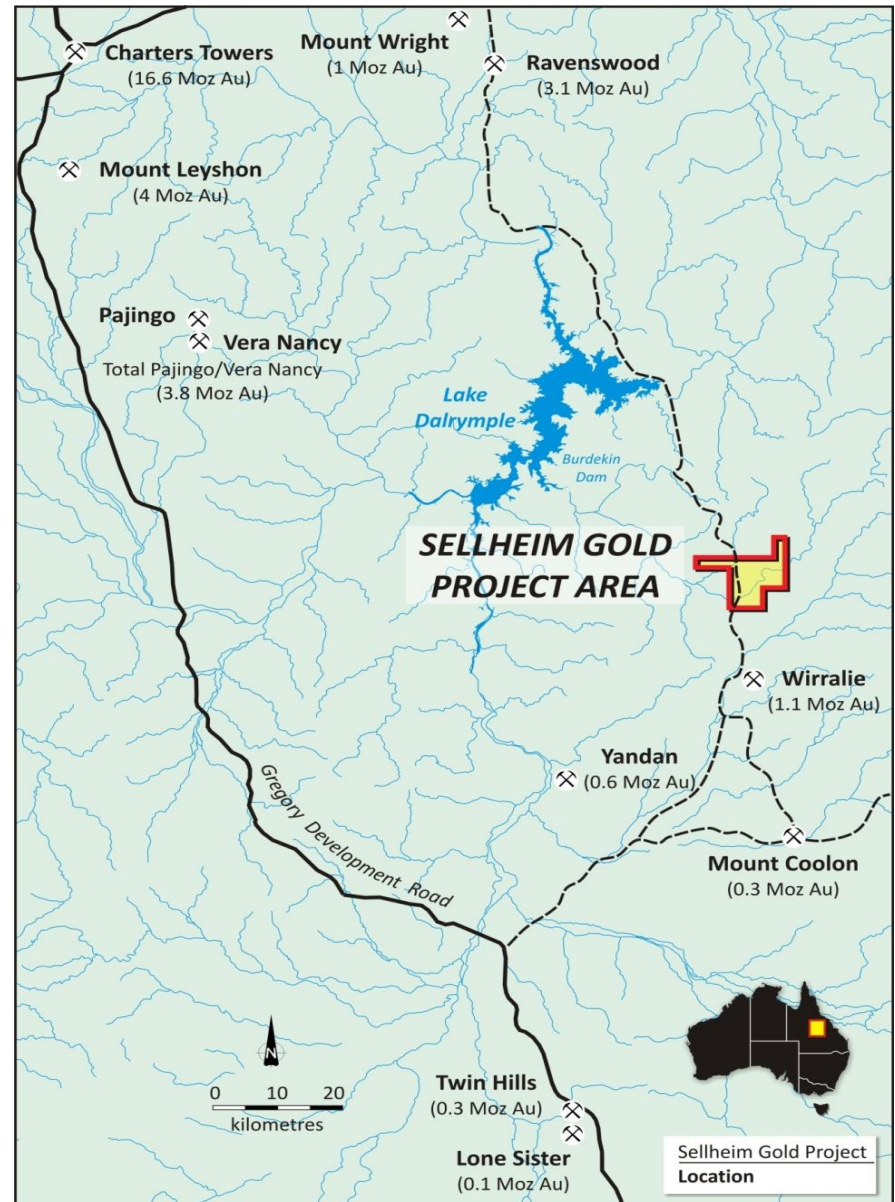 Mount Wright
(1 Moz Au)
Charters Towers
(16.6 Moz Au)
Ravenswood
(3.1 Moz Au)
Mount Leyshon
(4 Moz Au)
Pajingo
Vera Nancy
Total Pajingo/Vera Nancy
(3.8 Moz Au)
Lake
Dalrymple
Burdekin
Dam
SELLHEIM GOLD
PROJECT AREA
Wirralie
(1.1 Moz Au)
Yandan
(0.6 Moz Au)
Gregory Development Road
Mount Coolon
(0.3 Moz Au)
N
0 10 20
kilometres
Twin Hills
(0.3 Moz Au)
Lone Sister
(0.1 Moz Au)
Sellheim Gold Project
Location